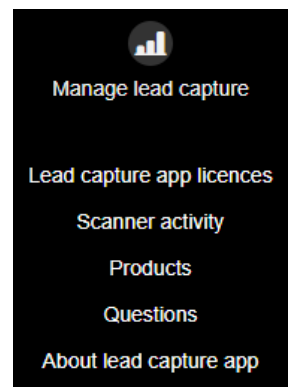 Manage lead capture
Lead capture app licences
Scanner activity
Products
Questions
About lead capture app